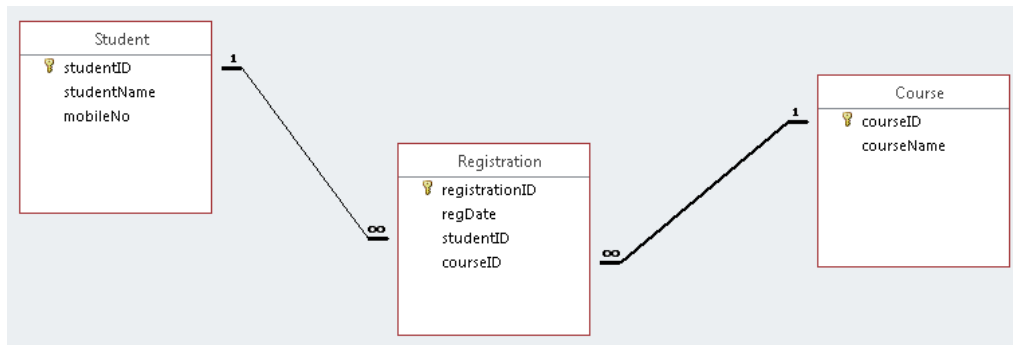 Student
studentID
studentName
mobileNo
1
∞
Registration
registrationID
regDate
studentID
courseID
∞
1
Course
courseID
courseName